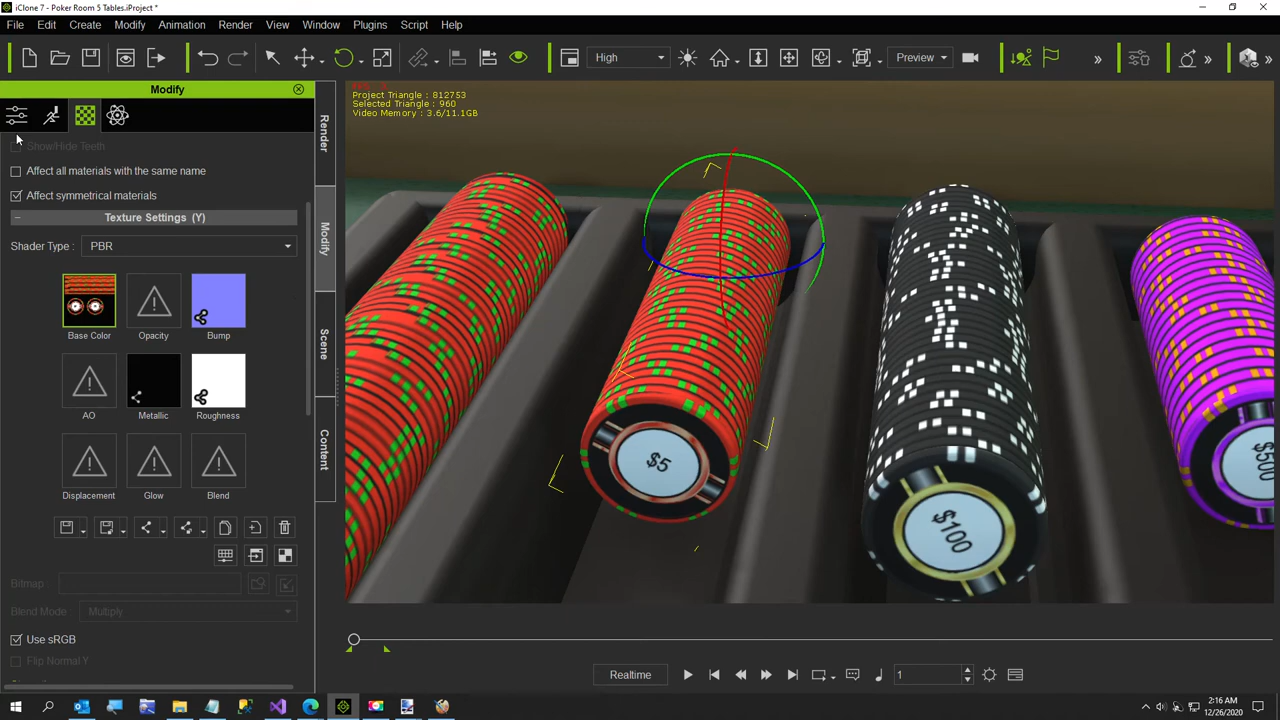 iClone 7 - Poker Room 5 Tables.iProject *
File Edit Create Modify Animation Render View Window Plugins Script Help
High
Preview
Modify
Show/Hide Teeth
Affect all materials with the same name
Affect symmetrical materials
Texture Settings (Y)
Shader Type : PBR
Base Color Opacity Bump
AO Metallic Roughness
Displacement Glow Blend
Bitmap
Blend Mode Multiply
Use sRGB
Flip Normal Y
Render
Modify
Scene
Content
Project Triangle : 812753
Selected Triangle : 960
Video Memory : 3.6/11.1GB
$5
$100
$500
Realtime
1
2:16 AM
12/26/2020